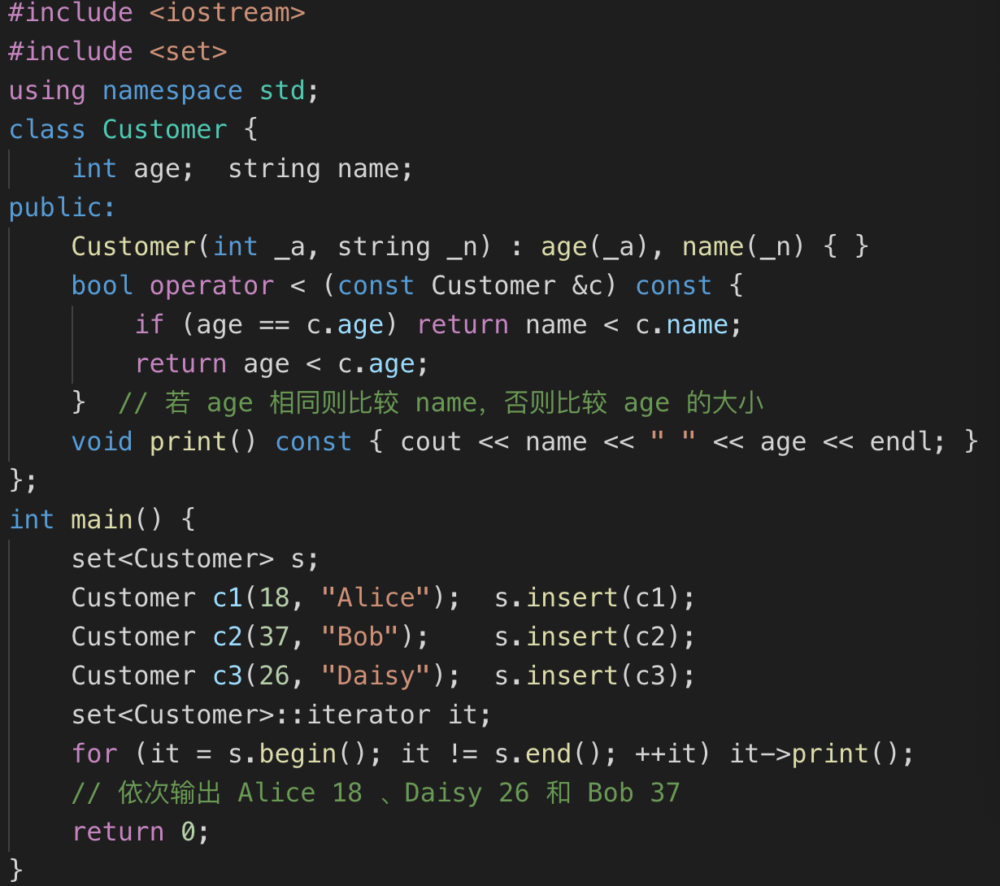 #include <iostream>
#include <set>
using namespace std;
class Customer {
    int age;  string name;
public:
    Customer(int _a, string _n) : age(_a), name(_n) { }
    bool operator < (const Customer &c) const {
        if (age == c.age) return name < c.name;
        return age < c.age;
    }  // 若 age 相同则比较 name，否则比较 age 的大小
    void print() const { cout << name << " " << age << endl; }
};
int main() {
    set<Customer> s;
    Customer c1(18, "Alice");  s.insert(c1);
    Customer c2(37, "Bob");    s.insert(c2);
    Customer c3(26, "Daisy");  s.insert(c3);
    set<Customer>::iterator it;
    for (it = s.begin(); it != s.end(); ++it) it->print();
    // 依次输出 Alice 18 、Daisy 26 和 Bob 37
    return 0;
}